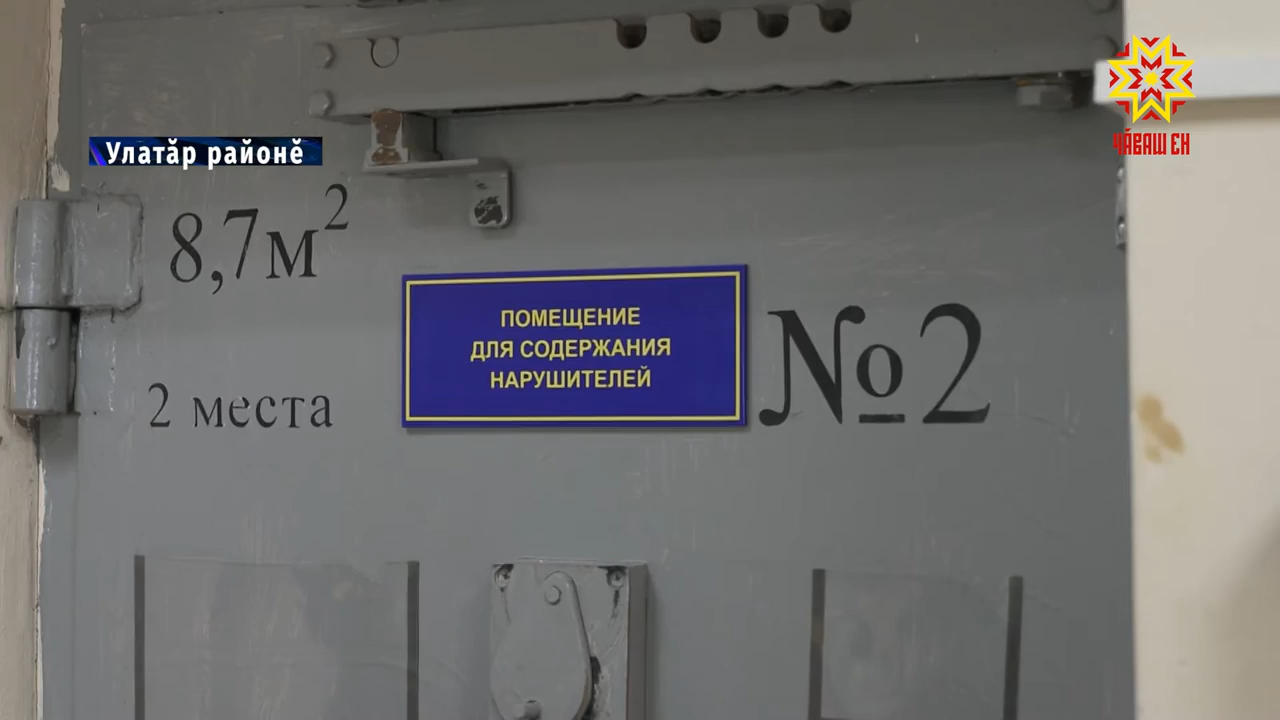 ЧӐВАШ ЕН
Улатӑр районӗ
8,7м²
ПОМЕЩЕНИЕ
ДЛЯ СОДЕРЖАНИЯ
НАРУШИТЕЛЕЙ
№2
2 места